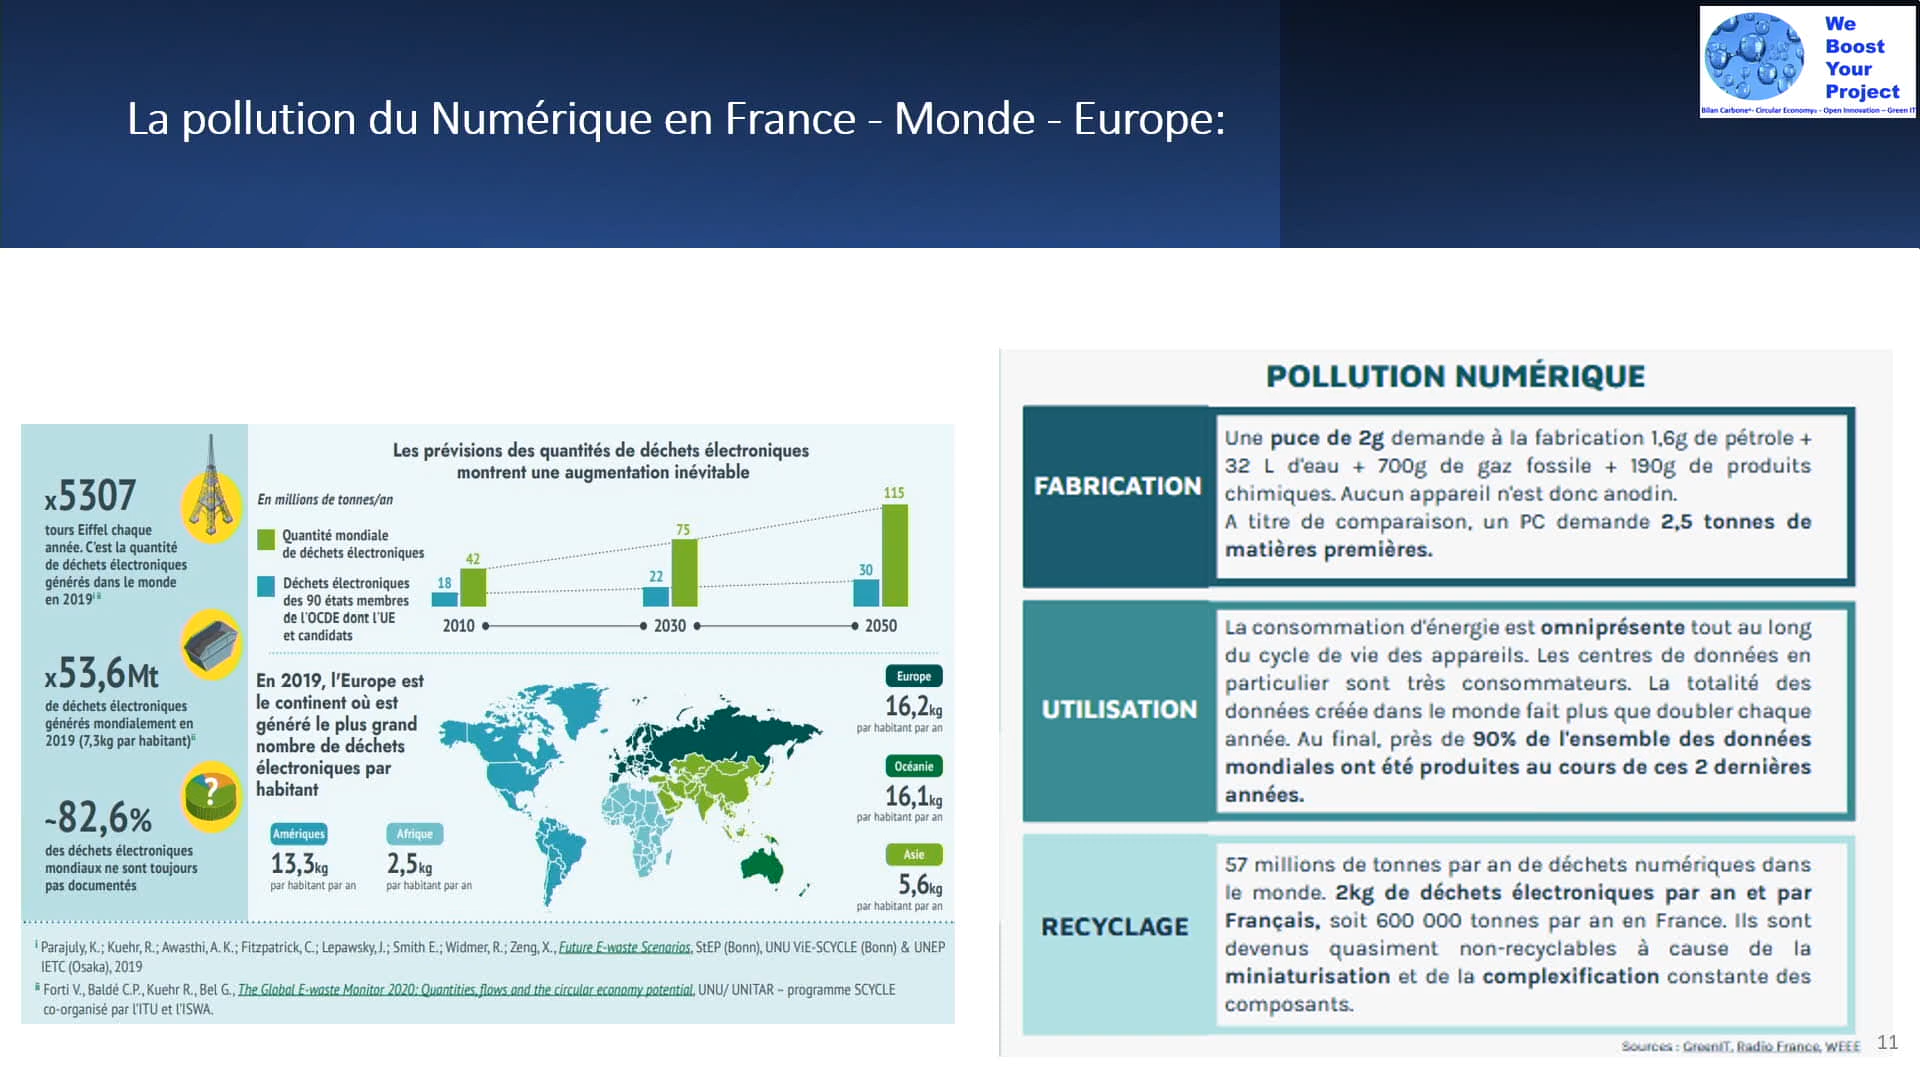 We
Boost
Your
Project
Bilan Carbone®- Circular Economy® - Open Innovation – Green IT
La pollution du Numérique en France - Monde - Europe:
x5307
tours Eiffel chaque
année. C'est la quantité
de déchets électroniques
générés dans le monde
en 2019 i ii
x53,6Mt
de déchets électroniques
générés mondialement en
2019 (7,3kg par habitant) ii
?
~82,6%
des déchets électroniques
mondiaux ne sont toujours
pas documentés
Les prévisions des quantités de déchets électroniques
montrent une augmentation inévitable
En millions de tonnes/an
Quantité mondiale
de déchets électroniques
Déchets électroniques
des 90 états membres
de l'OCDE dont l'UE
et candidats
18 42
22 75
30 115
2010 2030 2050
En 2019, l'Europe est
le continent où est
généré le plus grand
nombre de déchets
électroniques par
habitant
Amériques
13,3kg
par habitant par an
Afrique
2,5kg
par habitant par an
Europe
16,2kg
par habitant par an
Océanie
16,1kg
par habitant par an
Asie
5,6kg
par habitant par an
i Parajuly, K.; Kuehr, R.; Awasthi, A. K.; Fitzpatrick, C.; Lepawsky, J.; Smith E.; Widmer, R.; Zeng, X., Future E-waste Scenarios, StEP (Bonn), UNU ViE-SCYCLE (Bonn) & UNEP
IETC (Osaka), 2019
ii Forti V., Baldé C.P., Kuehr R., Bel G., The Global E-waste Monitor 2020: Quantities, flows and the circular economy potential, UNU/ UNITAR – programme SCYCLE
co-organisé par l'ITU et l'ISWA.
POLLUTION NUMÉRIQUE
FABRICATION
Une puce de 2g demande à la fabrication 1,6g de pétrole +
32 L d'eau + 700g de gaz fossile + 190g de produits
chimiques. Aucun appareil n'est donc anodin.
A titre de comparaison, un PC demande 2,5 tonnes de
matières premières.
UTILISATION
La consommation d'énergie est omniprésente tout au long
du cycle de vie des appareils. Les centres de données en
particulier sont très consommateurs. La totalité des
données créée dans le monde fait plus que doubler chaque
année. Au final, près de 90% de l'ensemble des données
mondiales ont été produites au cours de ces 2 dernières
années.
RECYCLAGE
57 millions de tonnes par an de déchets numériques dans
le monde. 2kg de déchets électroniques par an et par
Français, soit 600 000 tonnes par an en France. Ils sont
devenus quasiment non-recyclables à cause de la
miniaturisation et de la complexification constante des
composants.
Sources : GreenIT, Radio France, WEEE
11